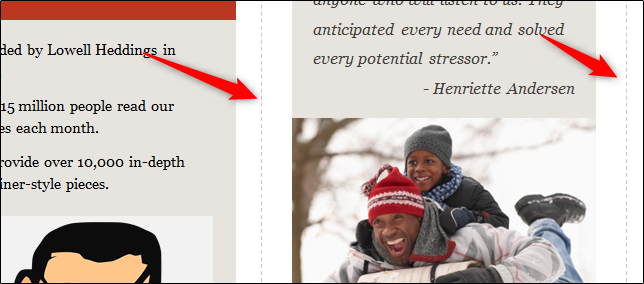 ded by Lowell Heddings in
15 million people read our
es each month.
rovide over 10,000 in-depth
iner-style pieces.
anyone who will listen to us. They
anticipated every need and solved
every potential stressor.”
- Henriette Andersen